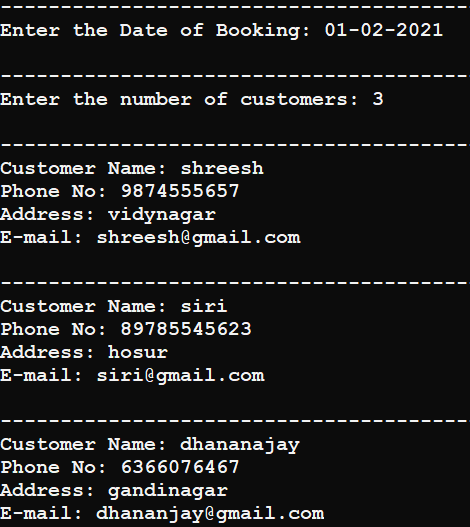 ---------------------------------------
Enter the Date of Booking: 01-02-2021
---------------------------------------
Enter the number of customers: 3
---------------------------------------
Customer Name: shreesh
Phone No: 9874555657
Address: vidynagar
E-mail: shreesh@gmail.com
---------------------------------------
Customer Name: siri
Phone No: 89785545623
Address: hosur
E-mail: siri@gmail.com
---------------------------------------
Customer Name: dhananajay
Phone No: 6366076467
Address: gandinagar
E-mail: dhananjay@gmail.com